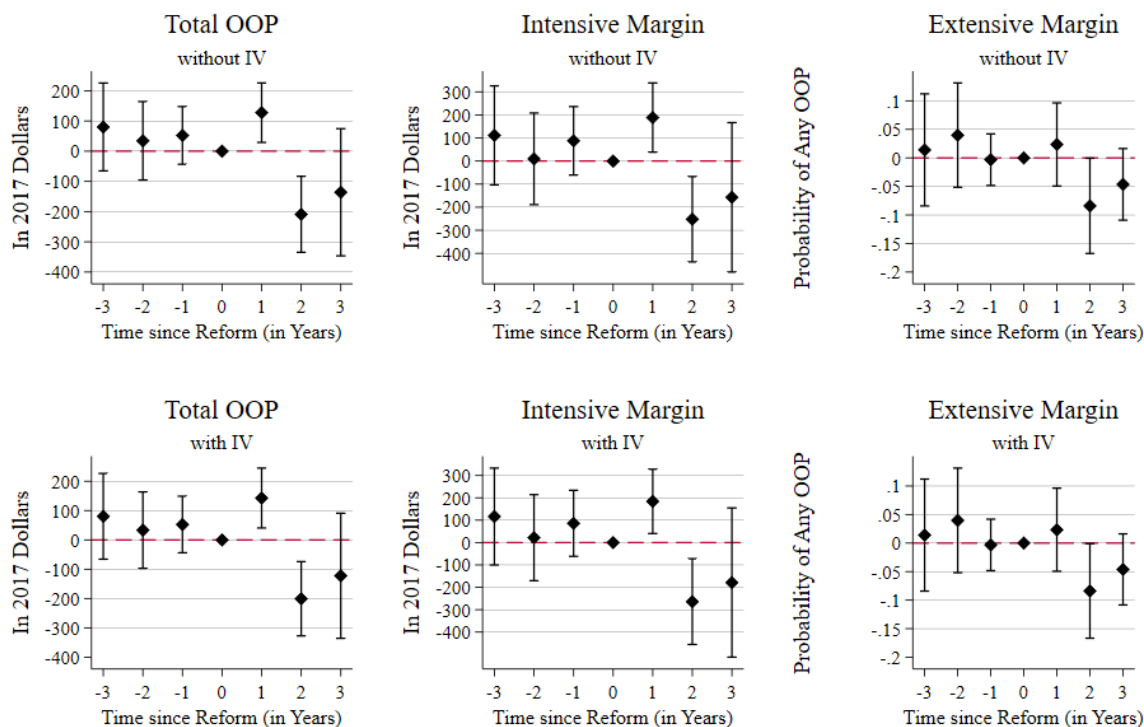 Total OOP
without IV
In 2017 Dollars
200
100
0
-100
-200
-300
-400
-3 -2 -1 0 1 2 3
Time since Reform (in Years)
Intensive Margin
without IV
In 2017 Dollars
300
200
100
0
-100
-200
-300
-400
-3 -2 -1 0 1 2 3
Time since Reform (in Years)
Extensive Margin
without IV
Probability of Any OOP
.1
.05
0
-.05
-.1
-.15
-.2
-3 -2 -1 0 1 2 3
Time since Reform (in Years)
Total OOP
with IV
In 2017 Dollars
200
100
0
-100
-200
-300
-400
-3 -2 -1 0 1 2 3
Time since Reform (in Years)
Intensive Margin
with IV
In 2017 Dollars
300
200
100
0
-100
-200
-300
-400
-3 -2 -1 0 1 2 3
Time since Reform (in Years)
Extensive Margin
with IV
Probability of Any OOP
.1
.05
0
-.05
-.1
-.15
-.2
-3 -2 -1 0 1 2 3
Time since Reform (in Years)